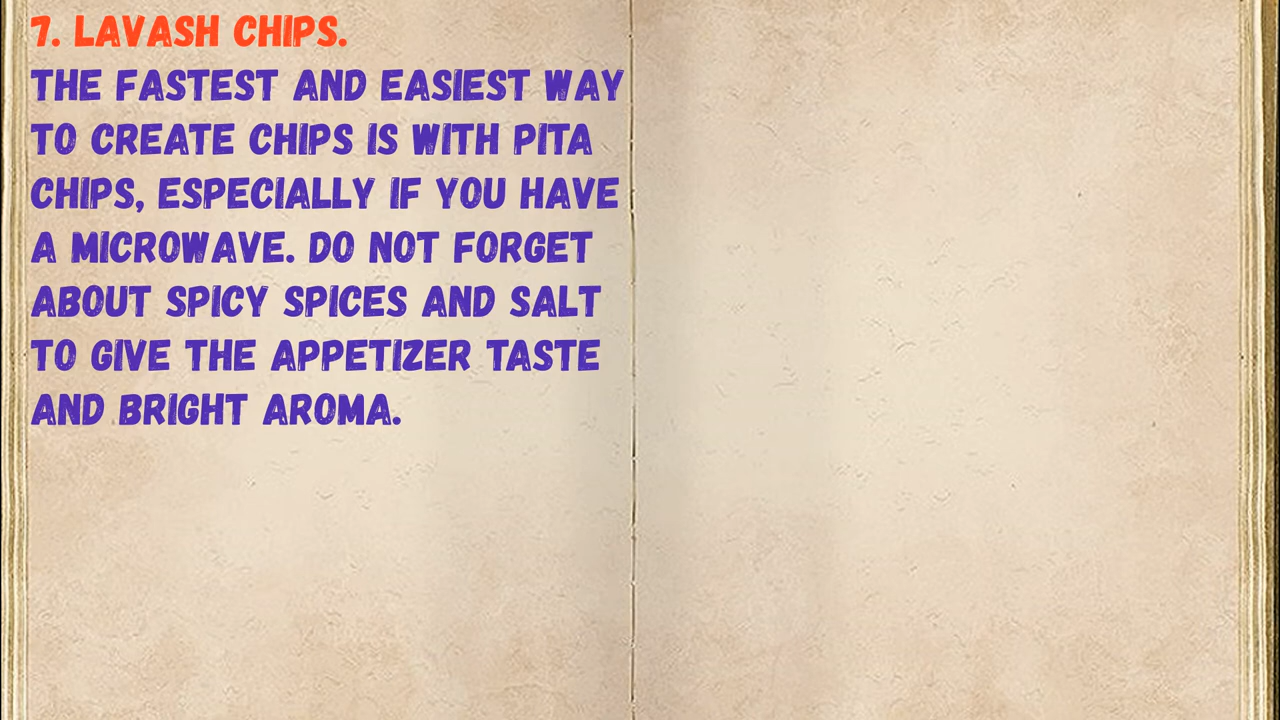 7. LAVASH CHIPS.
THE FASTEST AND EASIEST WAY
TO CREATE CHIPS IS WITH PITA
CHIPS, ESPECIALLY IF YOU HAVE
A MICROWAVE. DO NOT FORGET
ABOUT SPICY SPICES AND SALT
TO GIVE THE APPETIZER TASTE
AND BRIGHT AROMA.